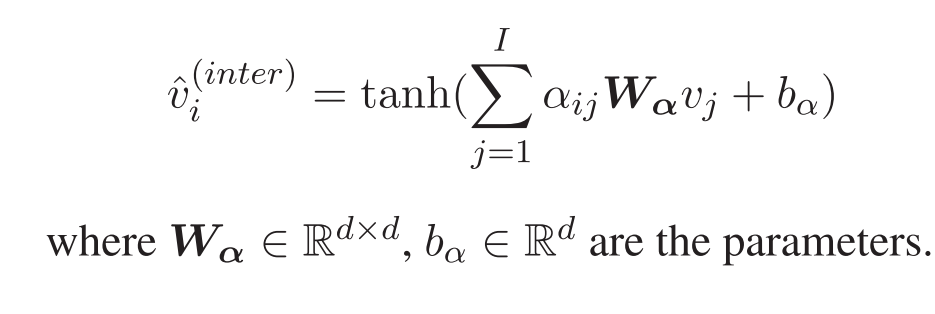 \hat{v}_i^{(inter)} = \tanh(\sum_{j=1}^{I} \alpha_{ij} \boldsymbol{W_\alpha} v_j + b_\alpha)
where \boldsymbol{W_\alpha} \in \mathbb{R}^{d \times d}, b_\alpha \in \mathbb{R}^d are the parameters.